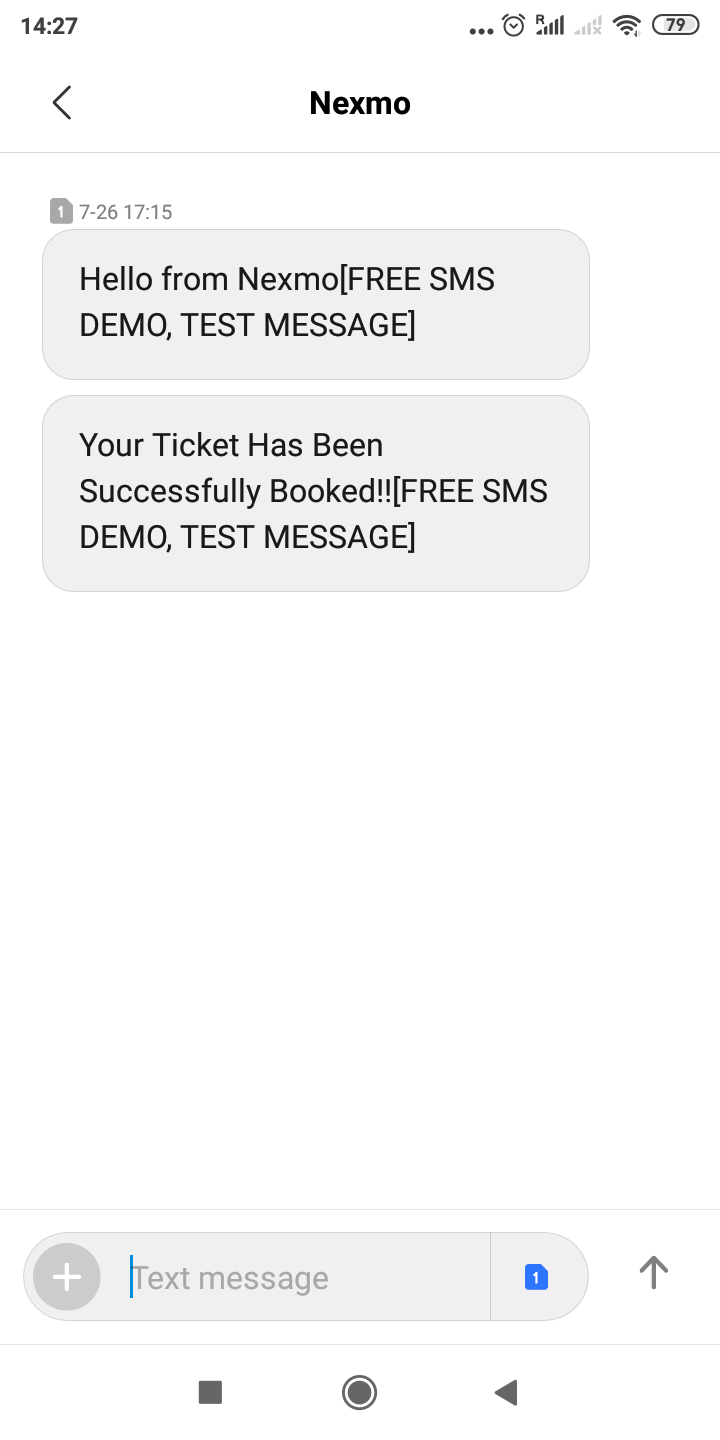 14:27
R 79
Nexmo
1 7-26 17:15
Hello from Nexmo[FREE SMS
DEMO, TEST MESSAGE]
Your Ticket Has Been
Successfully Booked!![FREE SMS
DEMO, TEST MESSAGE]
Text message 1